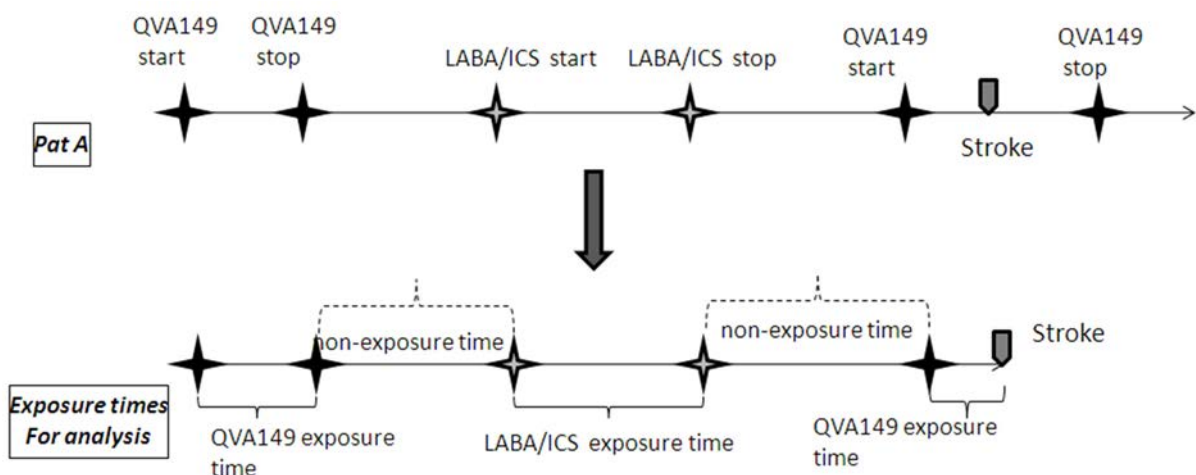 QVA149
start
QVA149
stop
LABA/ICS start
LABA/ICS stop
QVA149
start
QVA149
stop
Pat A
Stroke
non-exposure time
non-exposure time
Stroke
Exposure times
For analysis
QVA149 exposure
time
LABA/ICS exposure time
QVA149 exposure
time